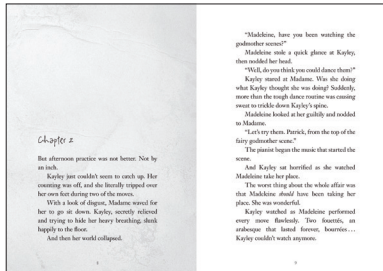 Chapter 2
But afternoon practice was not better. Not by
an inch.
Kayley just couldn't seem to catch up. Her
counting was off, and she literally tripped over
her own feet during two of the moves.
With a look of disgust, Madame waved for
her to go sit down. Kayley, secretly relieved
and trying to hide her heavy breathing, slunk
happily to the floor.
And then her world collapsed.
"Madeleine, have you been watching the
godmother scenes?"
Madeleine stole a quick glance at Kayley,
then nodded her head.
"Well, do you think you could dance them?"
Kayley stared at Madame. Was she doing
what Kayley thought she was doing? Suddenly,
more than the tough dance routine was causing
sweat to trickle down Kayley's spine.
Madeleine looked at her guiltily and nodded
to Madame.
"Let's try them. Patrick, from the top of the
fairy godmother scene."
The pianist began the music that started the
scene.
And Kayley sat horrified as she watched
Madeleine take her place.
The worst thing about the whole affair was
that Madeleine should have been taking her
place. She was wonderful.
Kayley watched as Madeleine performed
every move flawlessly. Two fouettés, an
arabesque that lasted forever, bourrées...
Kayley couldn't watch anymore.